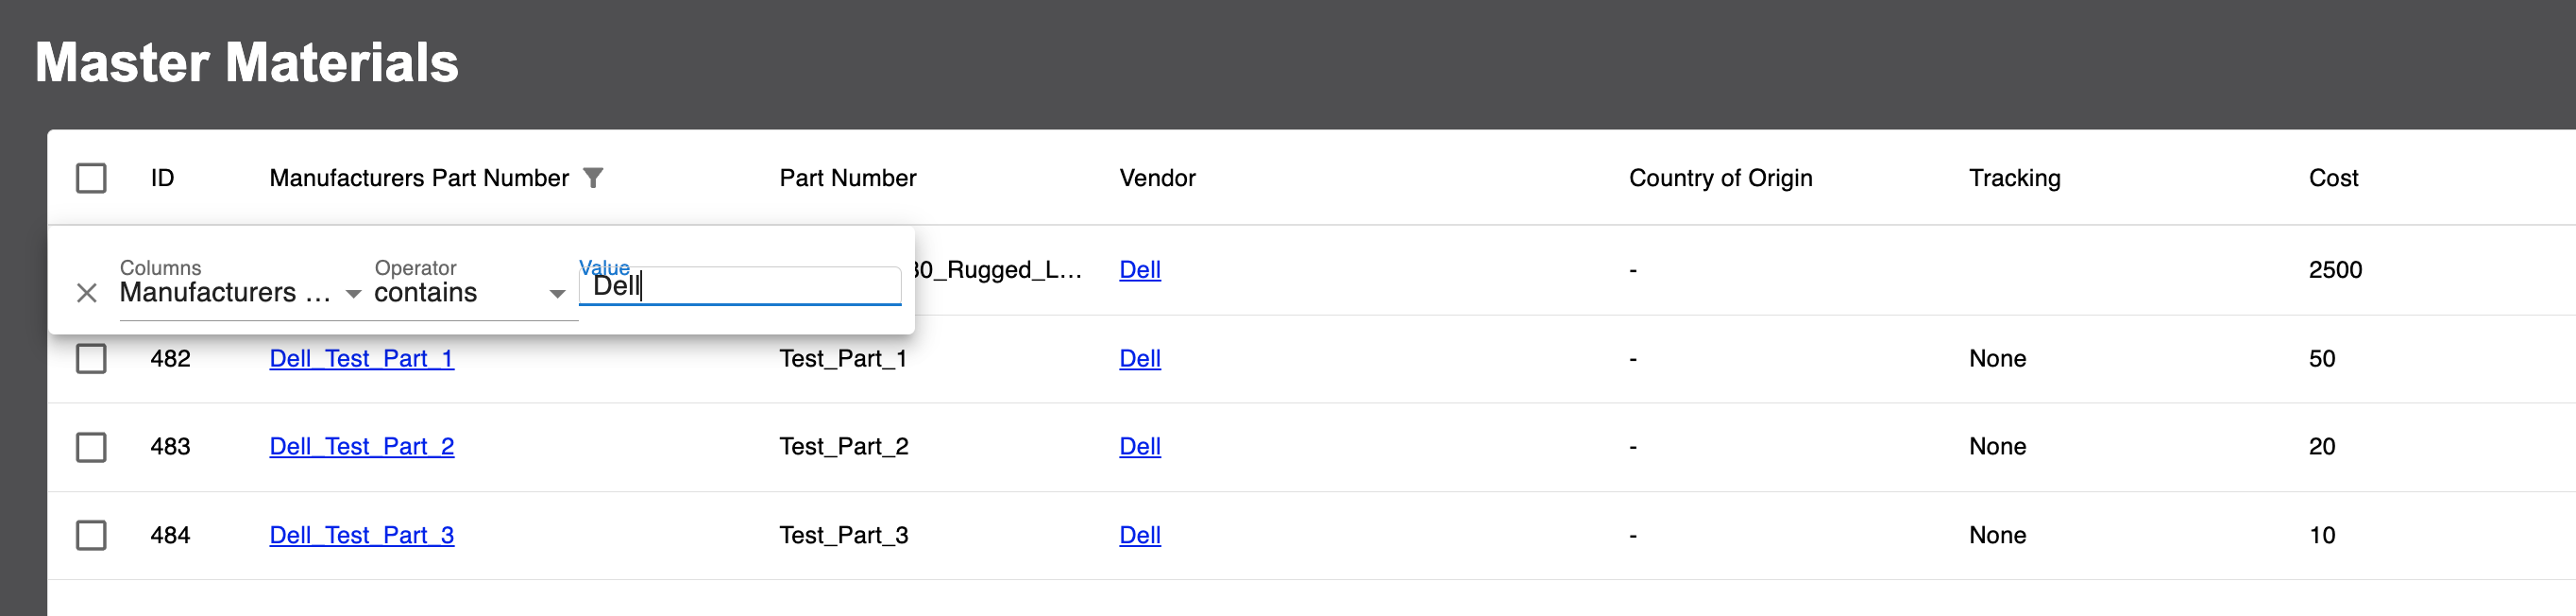 Master Materials
ID Manufacturers Part Number Part Number Vendor Country of Origin Tracking Cost
Columns Operator Value
Manufacturers ... contains Dell
30_Rugged_L... Dell - 2500
482 Dell_Test_Part_1 Test_Part_1 Dell - None 50
483 Dell_Test_Part_2 Test_Part_2 Dell - None 20
484 Dell_Test_Part_3 Test_Part_3 Dell - None 10